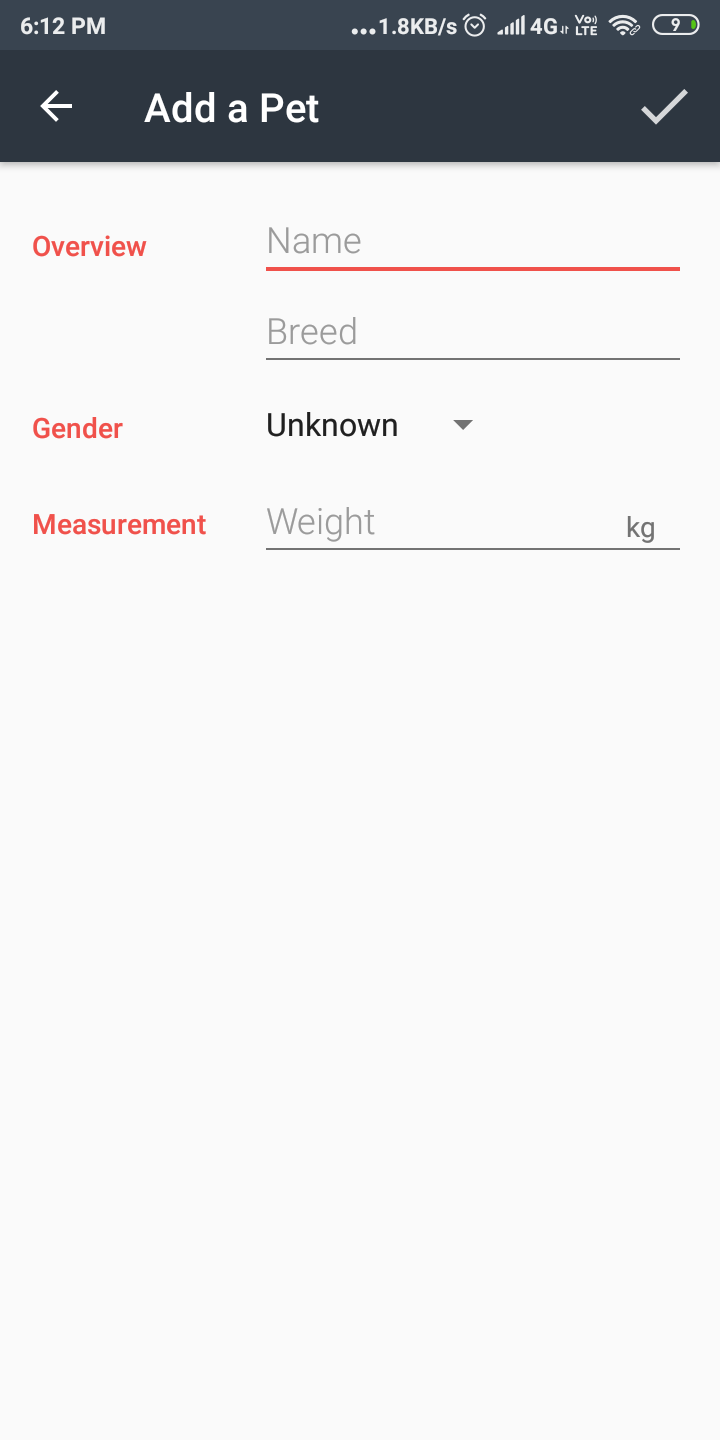 6:12 PM ...1.8KB/s 4G Vo) LTE 9
Add a Pet
Overview Name
Breed
Gender Unknown
Measurement Weight kg